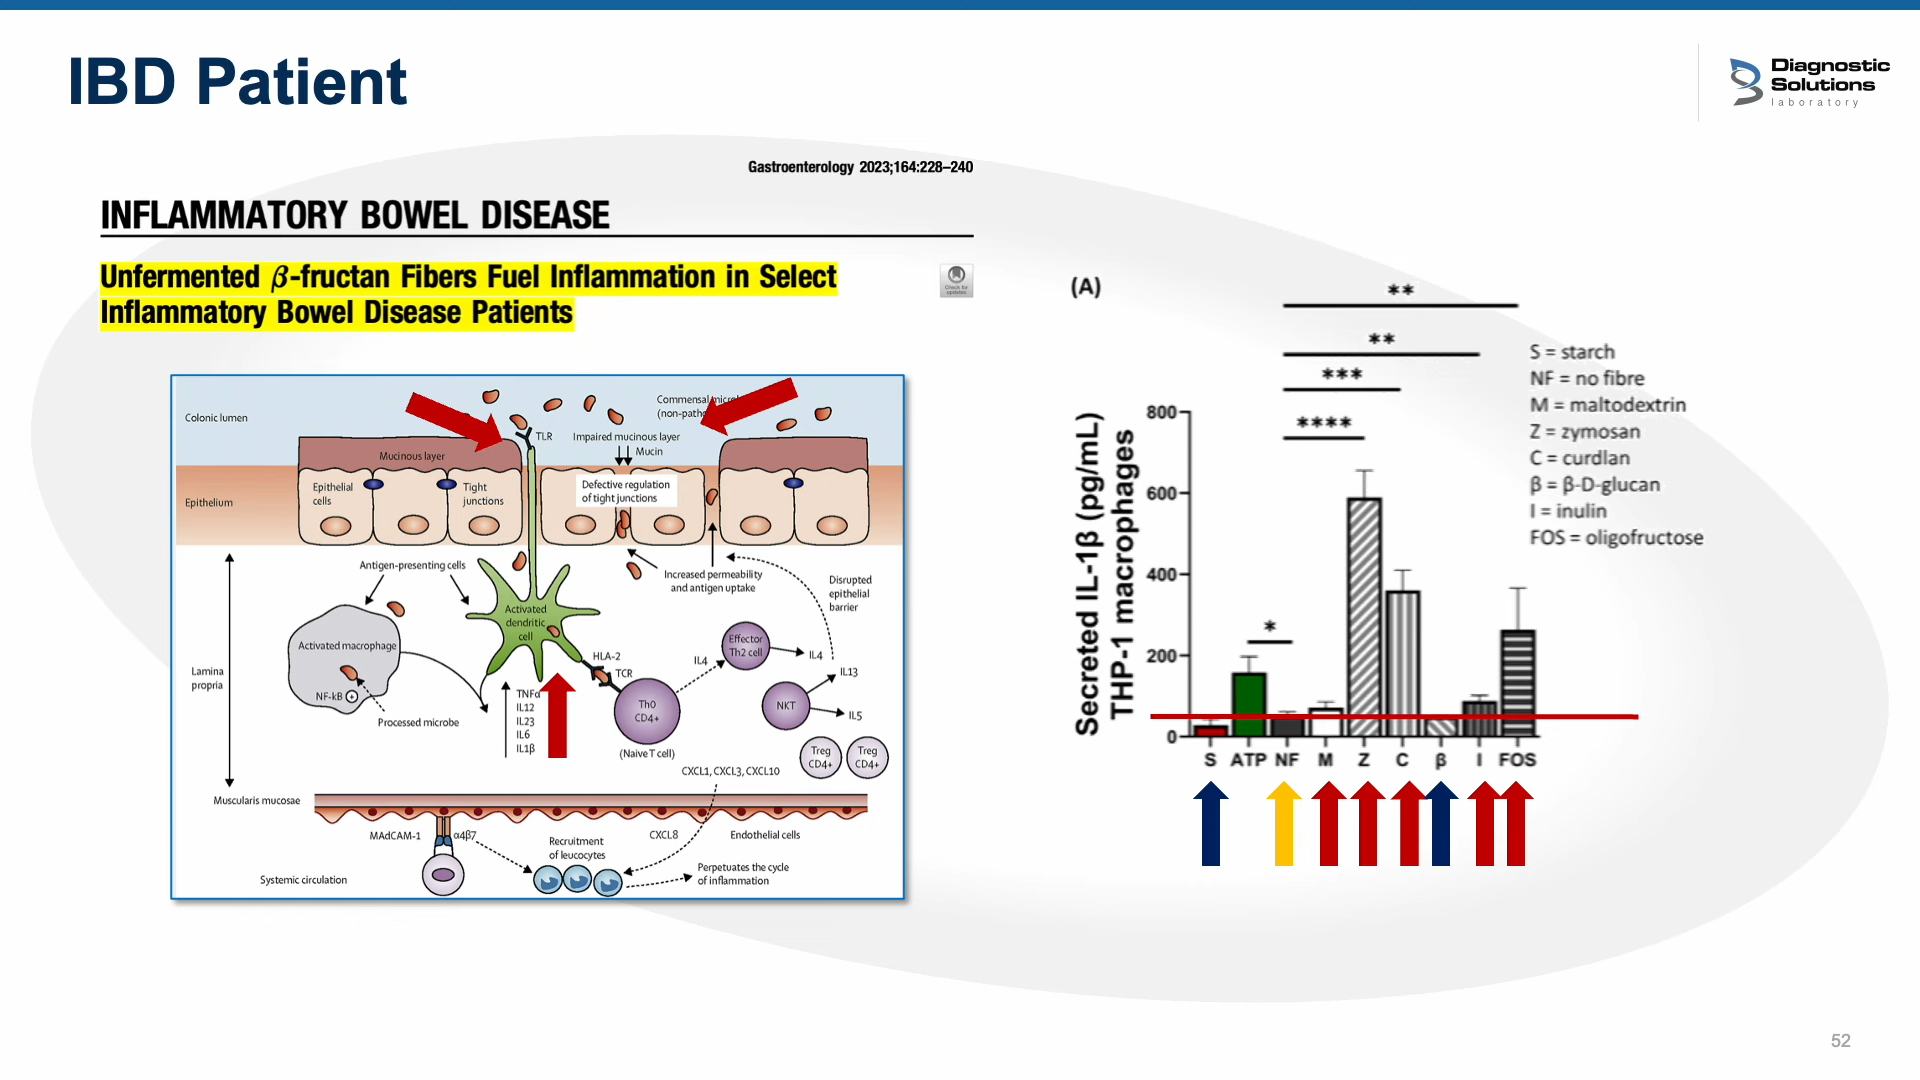 IBD Patient
Diagnostic
Solutions
laboratory
Gastroenterology 2023;164:228–240
INFLAMMATORY BOWEL DISEASE
Unfermented β-fructan Fibers Fuel Inflammation in Select
Inflammatory Bowel Disease Patients
Check for
updates
Colonic lumen
Commensal
(non-
TLR
Impaired mucinous layer
Mucin
Mucinous layer
Epithelium
Epithelial
cells
Tight
junctions
Defective regulation
of tight junctions
Antigen-presenting cells
Increased permeability
and antigen uptake
Disrupted
epithelial
barrier
Activated macrophage
NF-kB +
Processed microbe
Activated
dendritic
cell
HLA-2
TCR
IL4
Effector
Th2 cell
IL4
IL13
NKT
IL5
Lamina
propria
TNFα
IL12
IL23
IL6
IL1β
Th0
CD4+
(Naive T cell)
Treg
CD4+
Treg
CD4+
CXCL1, CXCL3, CXCL10
Muscularis mucosae
MAdCAM-1
α4β7
Recruitment
of leucocytes
CXCL8
Endothelial cells
Perpetuates the cycle
of inflammation
Systemic circulation
(A)
**
**
***
****
*
Secreted IL-1β (pg/mL)
THP-1 macrophages
800
600
400
200
0
S ATP NF M Z C β I FOS
S = starch
NF = no fibre
M = maltodextrin
Z = zymosan
C = curdlan
β = β-D-glucan
I = inulin
FOS = oligofructose
52